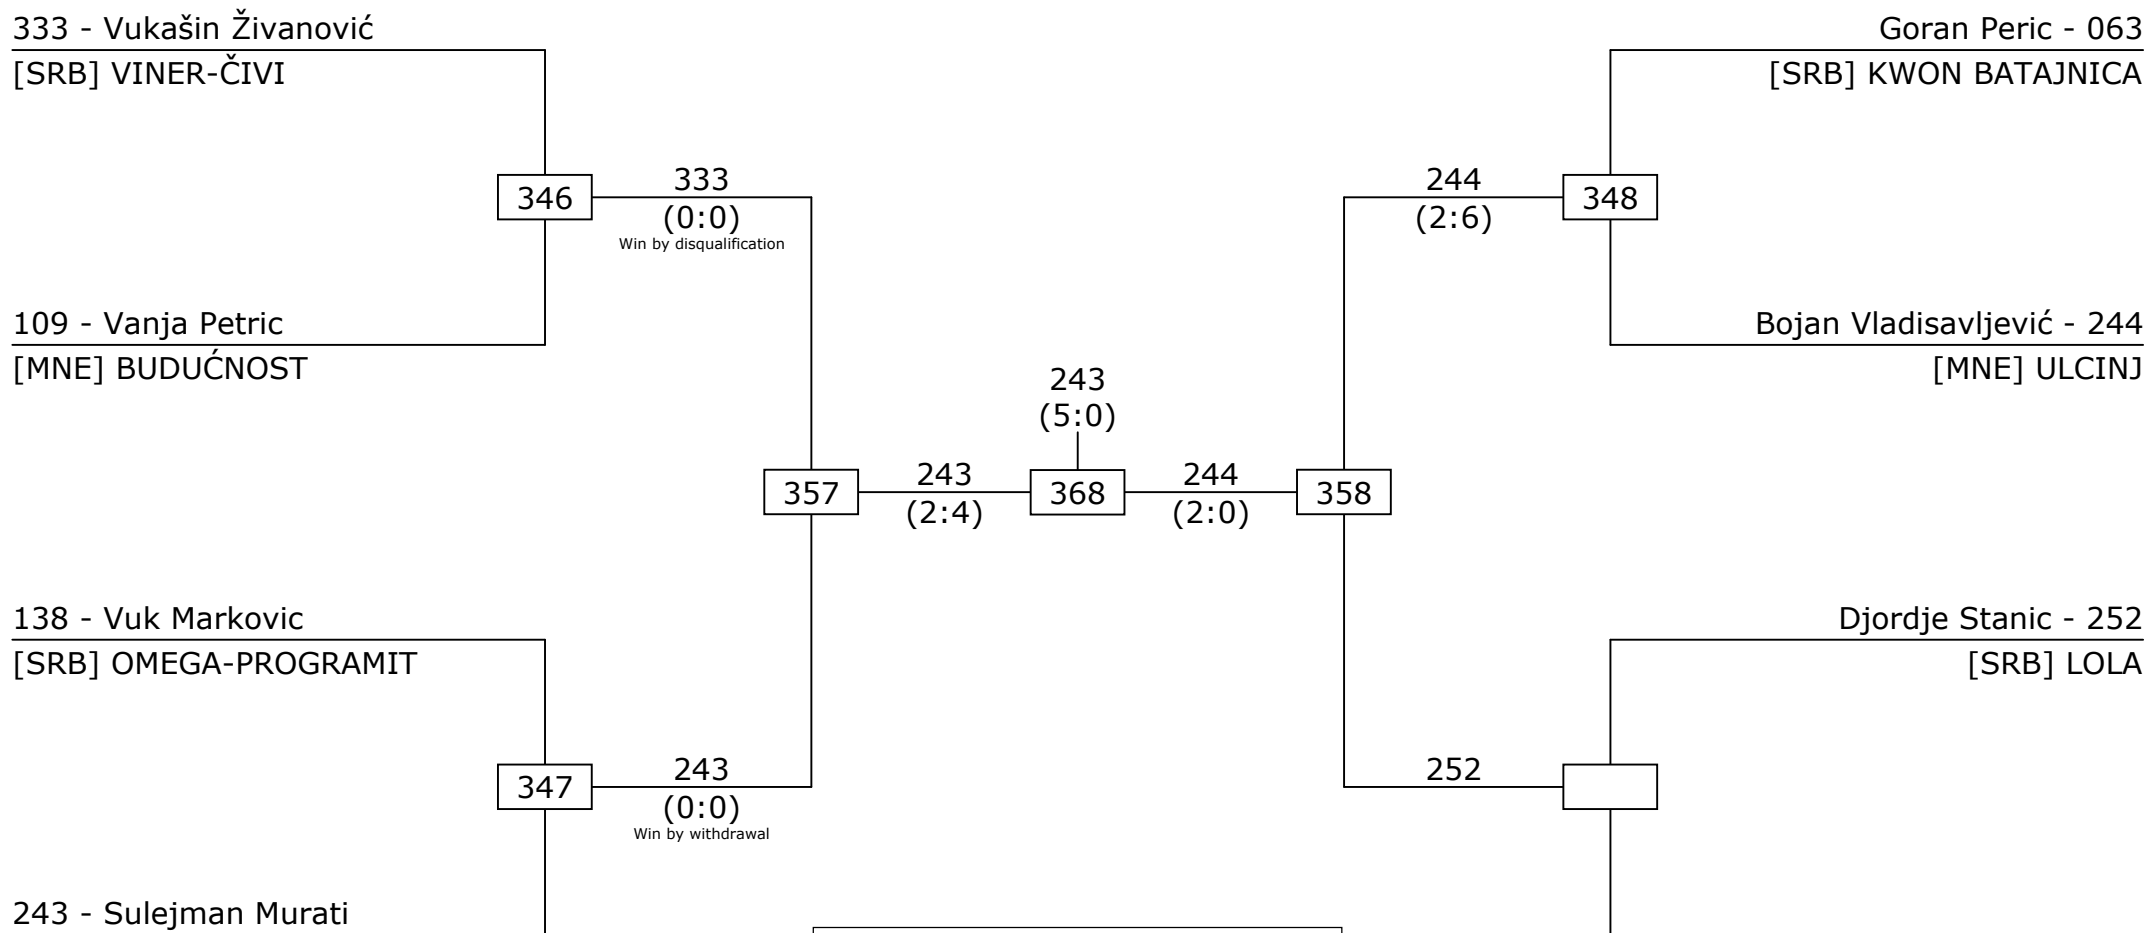 333 - Vukašin Živanović
[SRB] VINER-ČIVI
Goran Peric - 063
[SRB] KWON BATAJNICA
346
333
(0:0)
Win by disqualification
244
(2:6)
348
109 - Vanja Petric
[MNE] BUDUĆNOST
Bojan Vladisavljević - 244
[MNE] ULCINJ
243
(5:0)
357
243
(2:4)
368
244
(2:0)
358
138 - Vuk Markovic
[SRB] OMEGA-PROGRAMIT
Djordje Stanic - 252
[SRB] LOLA
347
243
(0:0)
Win by withdrawal
252
243 - Sulejman Murati